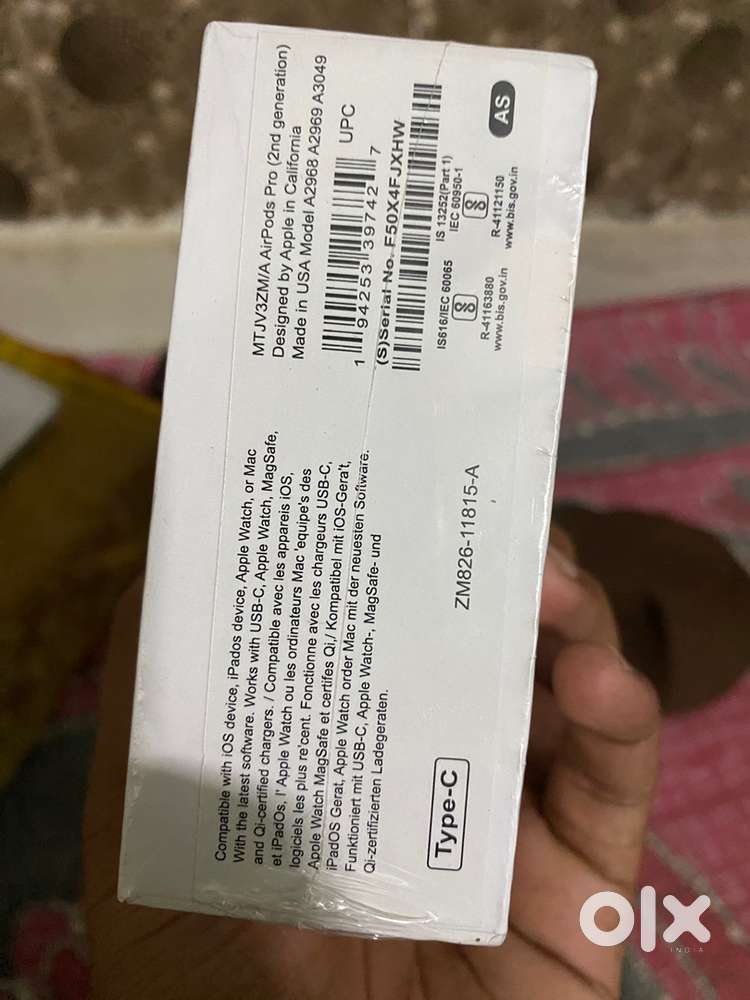 MTJV3ZM/A AirPods Pro (2nd generation)
Designed by Apple in California
Made in USA Model A2968 A2969 A3049
UPC
1 94253 39742 7
(S)Serial No. F50X4FJXHW
IS616/IEC 60065
R-41163880
www.bis.gov.in
IS 13252(Part 1)
IEC 60950-1
R-41121150
www.bis.gov.in
AS
Compatible with iOS device, iPados device, Apple Watch, or Mac
With the latest software. Works with USB-C, Apple Watch, MagSafe,
and Qi-certified chargers. / Compatible avec les appareis iOS,
et iPadOs, l' Apple Watch ou les ordinateurs Mac 'equipe's des
logiciels les plus re'cent. Fonctionne avec les chargeurs USB-C,
Apple Watch MagSafe et certifes Qi,/ Kompatibel mit iOS-Gera't,
iPadOS Gerat, Apple Watch order Mac mit der neuesten Software.
Funktioniert mit USB-C, Apple Watch-, MagSafe- und
Qi-zertifizierten Ladegeraten.
Type-C
ZM826-11815-A
olx
INDIA